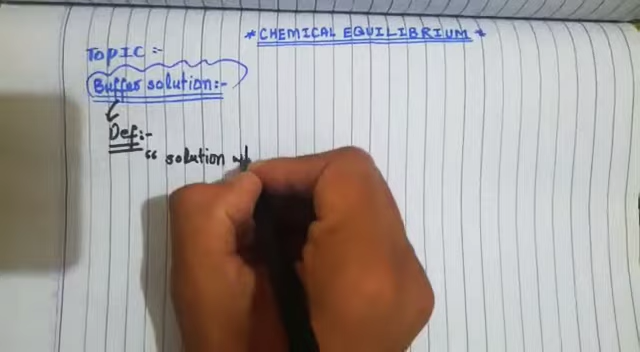 * CHEMICAL EQUILIBRIUM *
TOPIC :-
Buffer solution:-
Def:-
“ solution